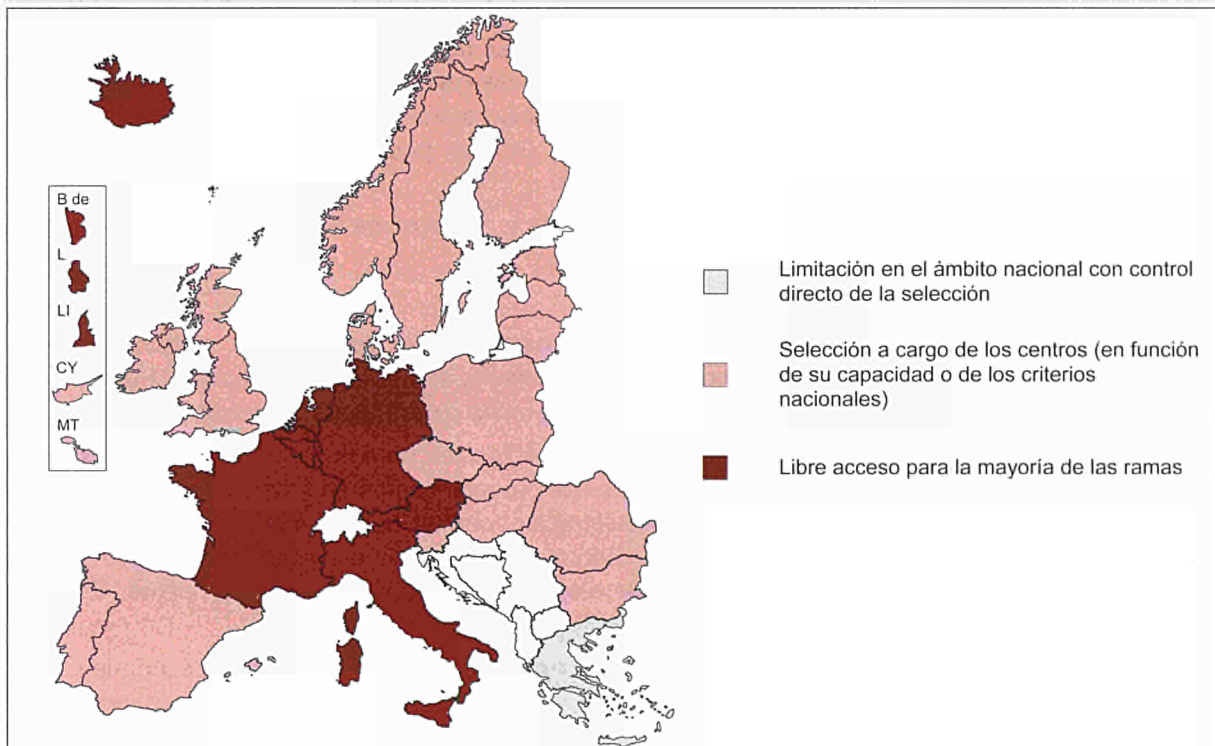 B de
L
LI
CY
MT
Limitación en el ámbito nacional con control
directo de la selección
Selección a cargo de los centros (en función
de su capacidad o de los criterios
nacionales)
Libre acceso para la mayoría de las ramas